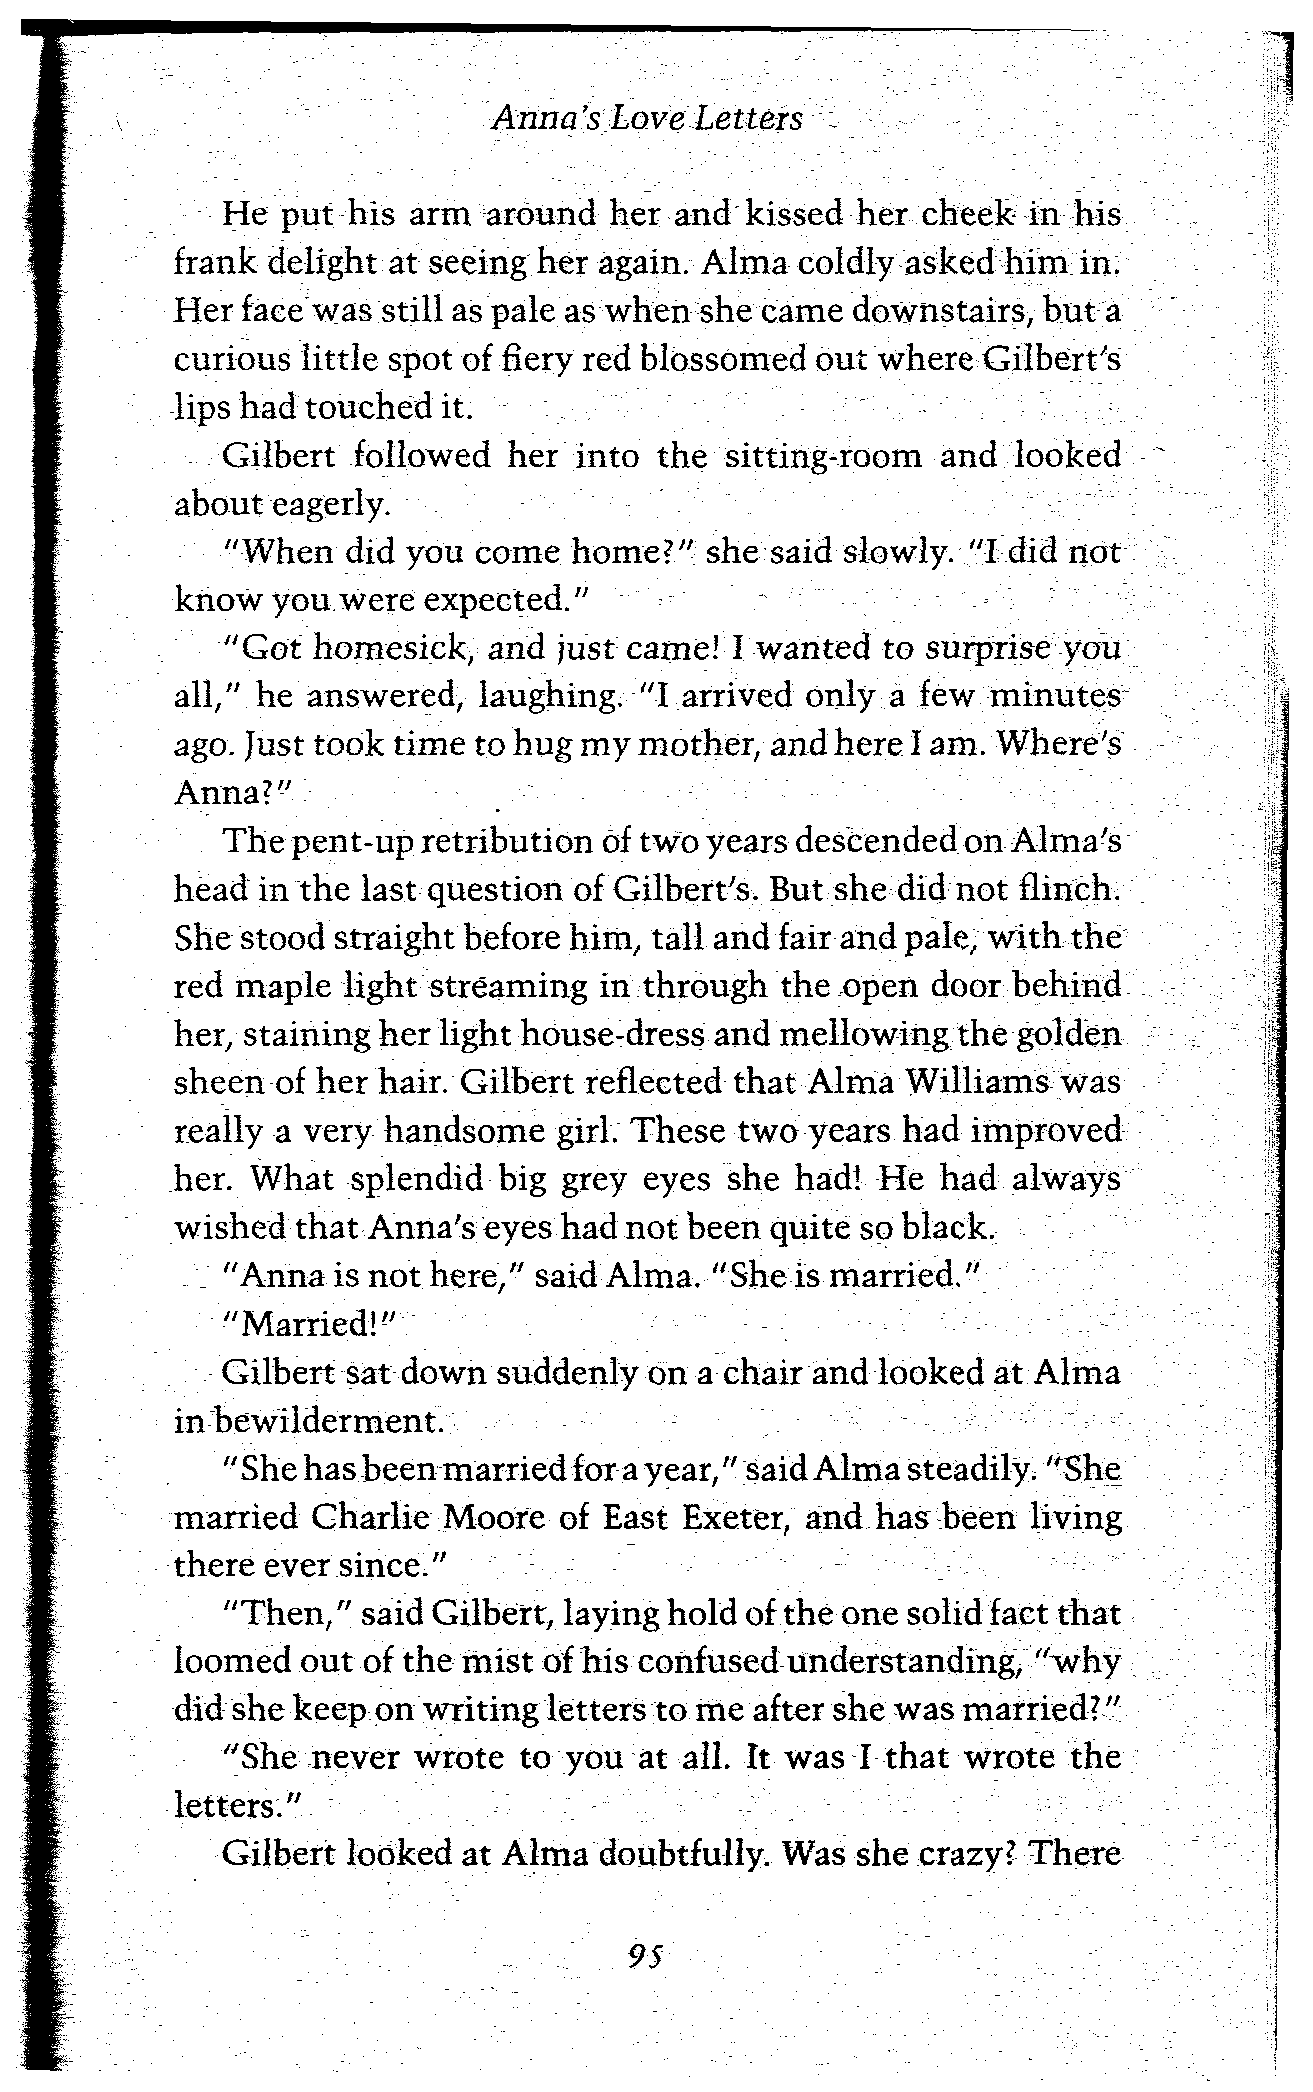 Anna's Love Letters
He put his arm around her and kissed her cheek in his
frank delight at seeing her again. Alma coldly asked him in.
Her face was still as pale as when she came downstairs, but a
curious little spot of fiery red blossomed out where Gilbert's
lips had touched it.
Gilbert followed her into the sitting-room and looked
about eagerly.
"When did you come home?" she said slowly. "I did not
know you were expected."
"Got homesick, and just came! I wanted to surprise you
all," he answered, laughing. "I arrived only a few minutes
ago. Just took time to hug my mother, and here I am. Where's
Anna?"
The pent-up retribution of two years descended on Alma's
head in the last question of Gilbert's. But she did not flinch.
She stood straight before him, tall and fair and pale, with the
red maple light streaming in through the open door behind
her, staining her light house-dress and mellowing the golden
sheen of her hair. Gilbert reflected that Alma Williams was
really a very handsome girl. These two years had improved
her. What splendid big grey eyes she had! He had always
wished that Anna's eyes had not been quite so black.
"Anna is not here," said Alma. "She is married."
"Married!"
Gilbert sat down suddenly on a chair and looked at Alma
in bewilderment.
"She has been married for a year," said Alma steadily. "She
married Charlie Moore of East Exeter, and has been living
there ever since."
"Then," said Gilbert, laying hold of the one solid fact that
loomed out of the mist of his confused understanding, "why
did she keep on writing letters to me after she was married?"
"She never wrote to you at all. It was I that wrote the
letters."
Gilbert looked at Alma doubtfully. Was she crazy? There
95